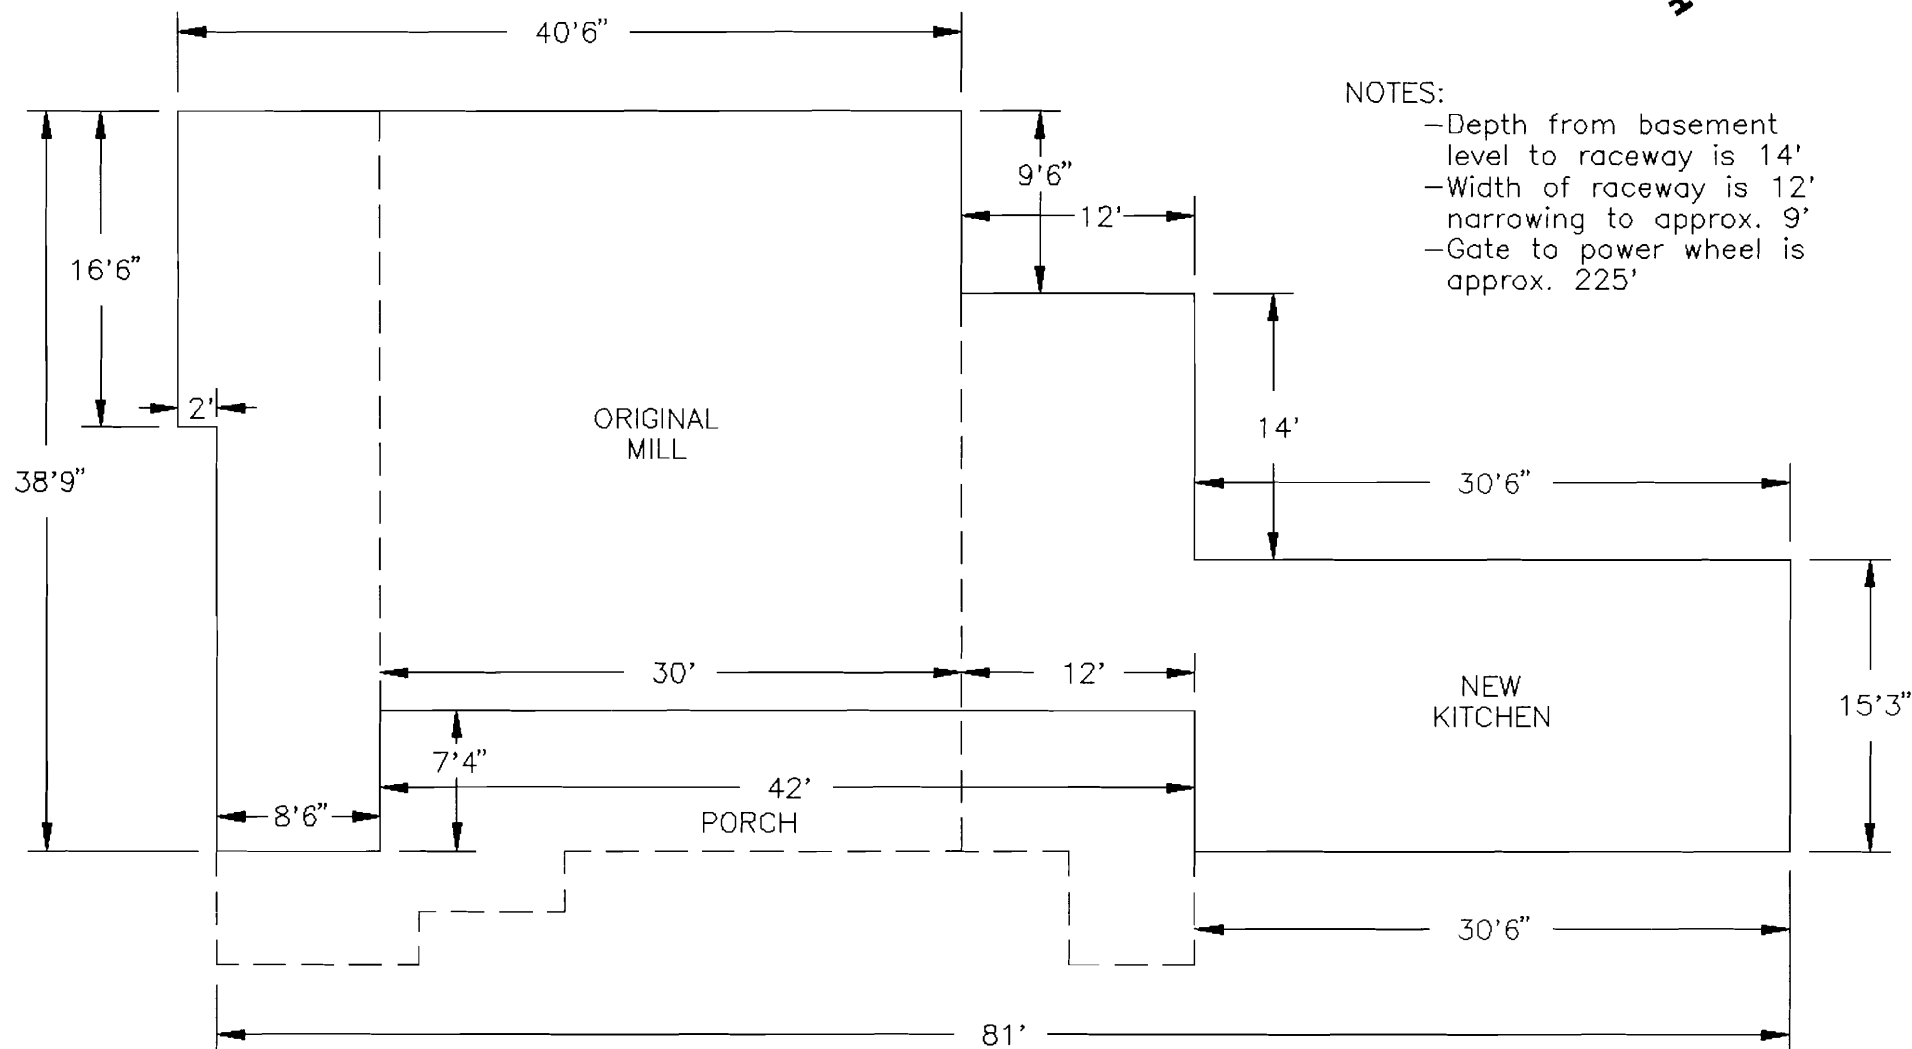 40'6"
NOTES:
-Depth from basement
level to raceway is 14'
-Width of raceway is 12'
narrowing to approx. 9'
-Gate to power wheel is
approx. 225'
9'6"
12'
16'6"
2'
ORIGINAL
MILL
14'
38'9"
30'6"
30'
12'
NEW
KITCHEN
15'3"
7'4"
42'
8'6"
PORCH
30'6"
81'